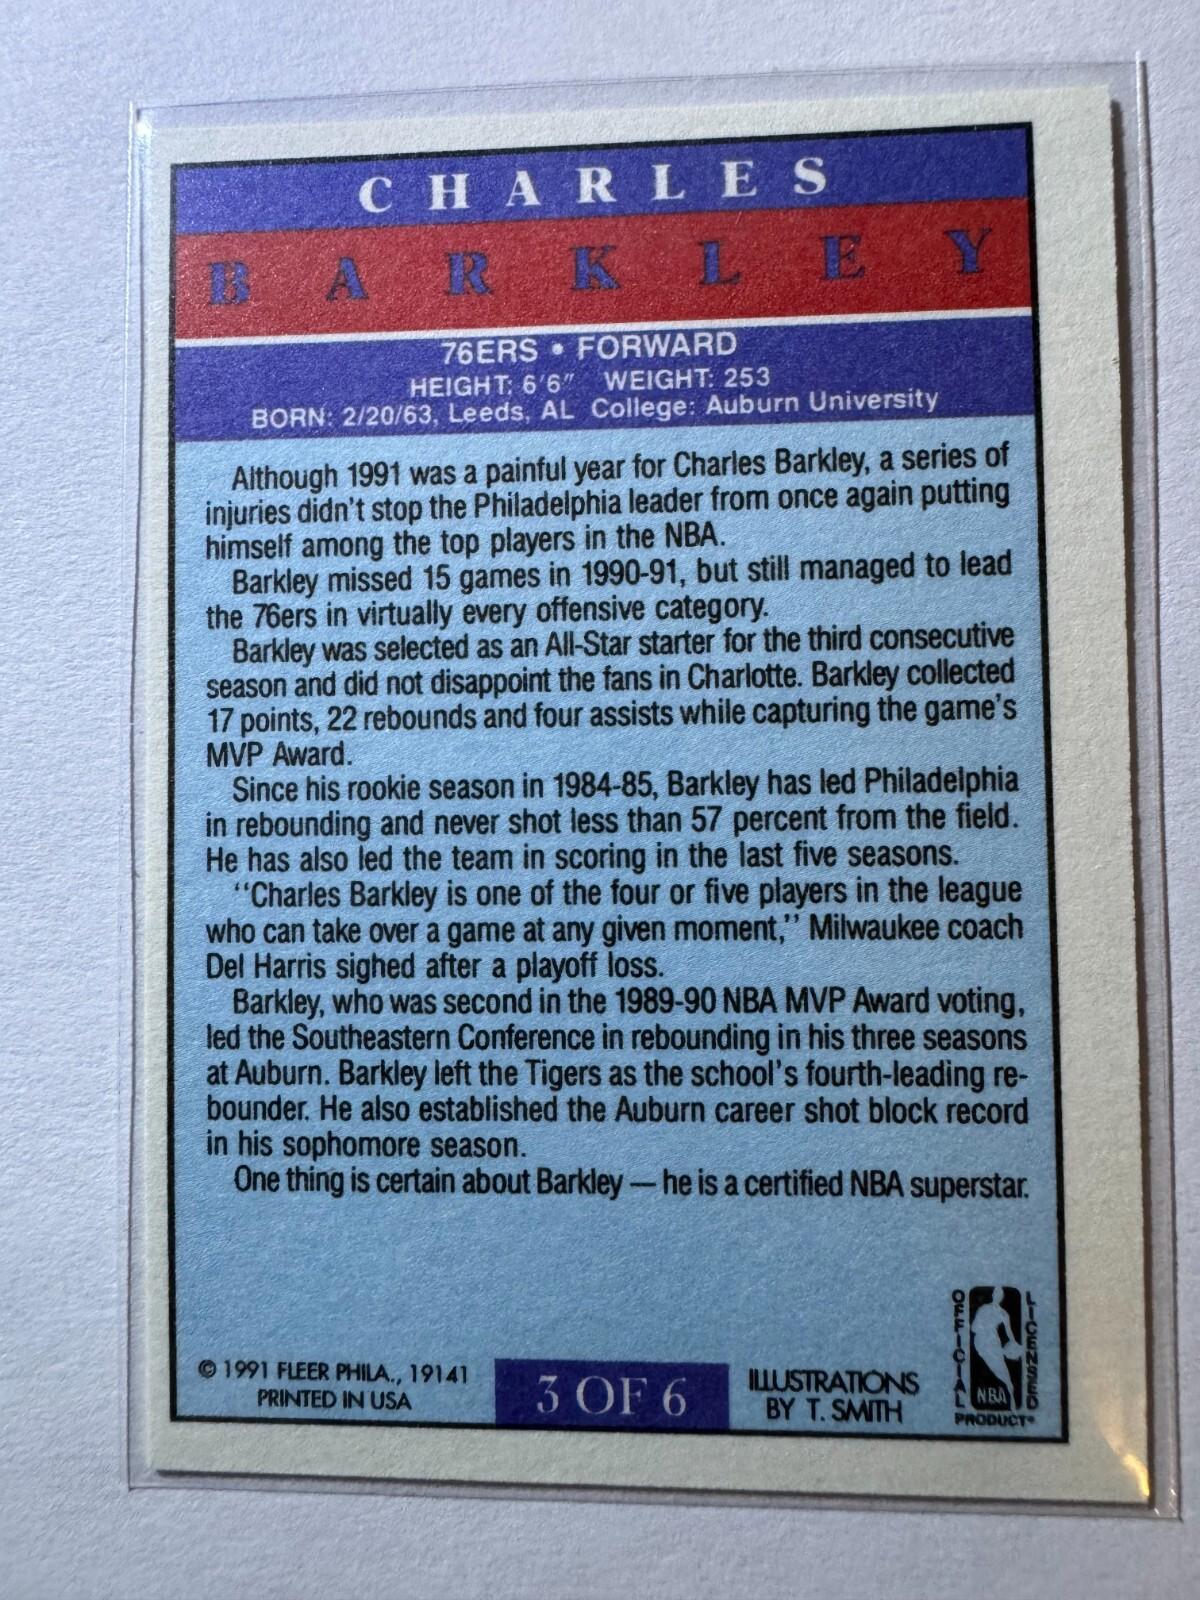 CHARLES
BARKLEY
76ERS • FORWARD
HEIGHT: 6'6" WEIGHT: 253
BORN: 2/20/63, Leeds, AL College: Auburn University
Although 1991 was a painful year for Charles Barkley, a series of
injuries didn't stop the Philadelphia leader from once again putting
himself among the top players in the NBA.
Barkley missed 15 games in 1990-91, but still managed to lead
the 76ers in virtually every offensive category.
Barkley was selected as an All-Star starter for the third consecutive
season and did not disappoint the fans in Charlotte. Barkley collected
17 points, 22 rebounds and four assists while capturing the game's
MVP Award.
Since his rookie season in 1984-85, Barkley has led Philadelphia
in rebounding and never shot less than 57 percent from the field.
He has also led the team in scoring in the last five seasons.
''Charles Barkley is one of the four or five players in the league
who can take over a game at any given moment,'' Milwaukee coach
Del Harris sighed after a playoff loss.
Barkley, who was second in the 1989-90 NBA MVP Award voting,
led the Southeastern Conference in rebounding in his three seasons
at Auburn. Barkley left the Tigers as the school's fourth-leading re-
bounder. He also established the Auburn career shot block record
in his sophomore season.
One thing is certain about Barkley — he is a certified NBA superstar.
© 1991 FLEER PHILA., 19141
PRINTED IN USA
3 OF 6
ILLUSTRATIONS
BY T. SMITH
OFFICIAL
LICENSED
NBA
PRODUCT®